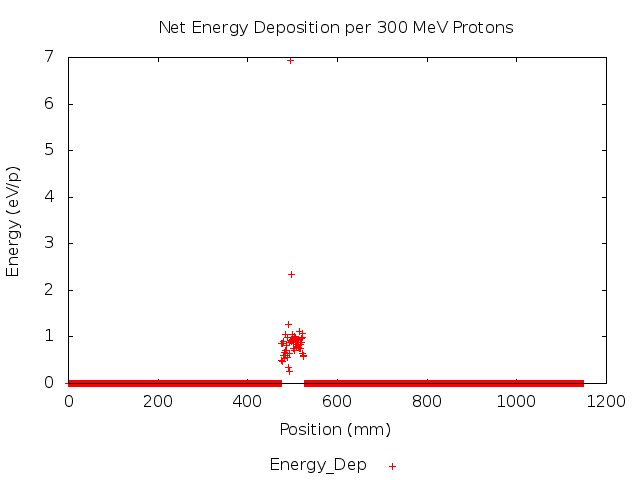 Net Energy Deposition per 300 MeV Protons
7
6
5
4
3
2
1
0
Energy (eV/p)
0 200 400 600 800 1000 1200
Position (mm)
Energy_Dep